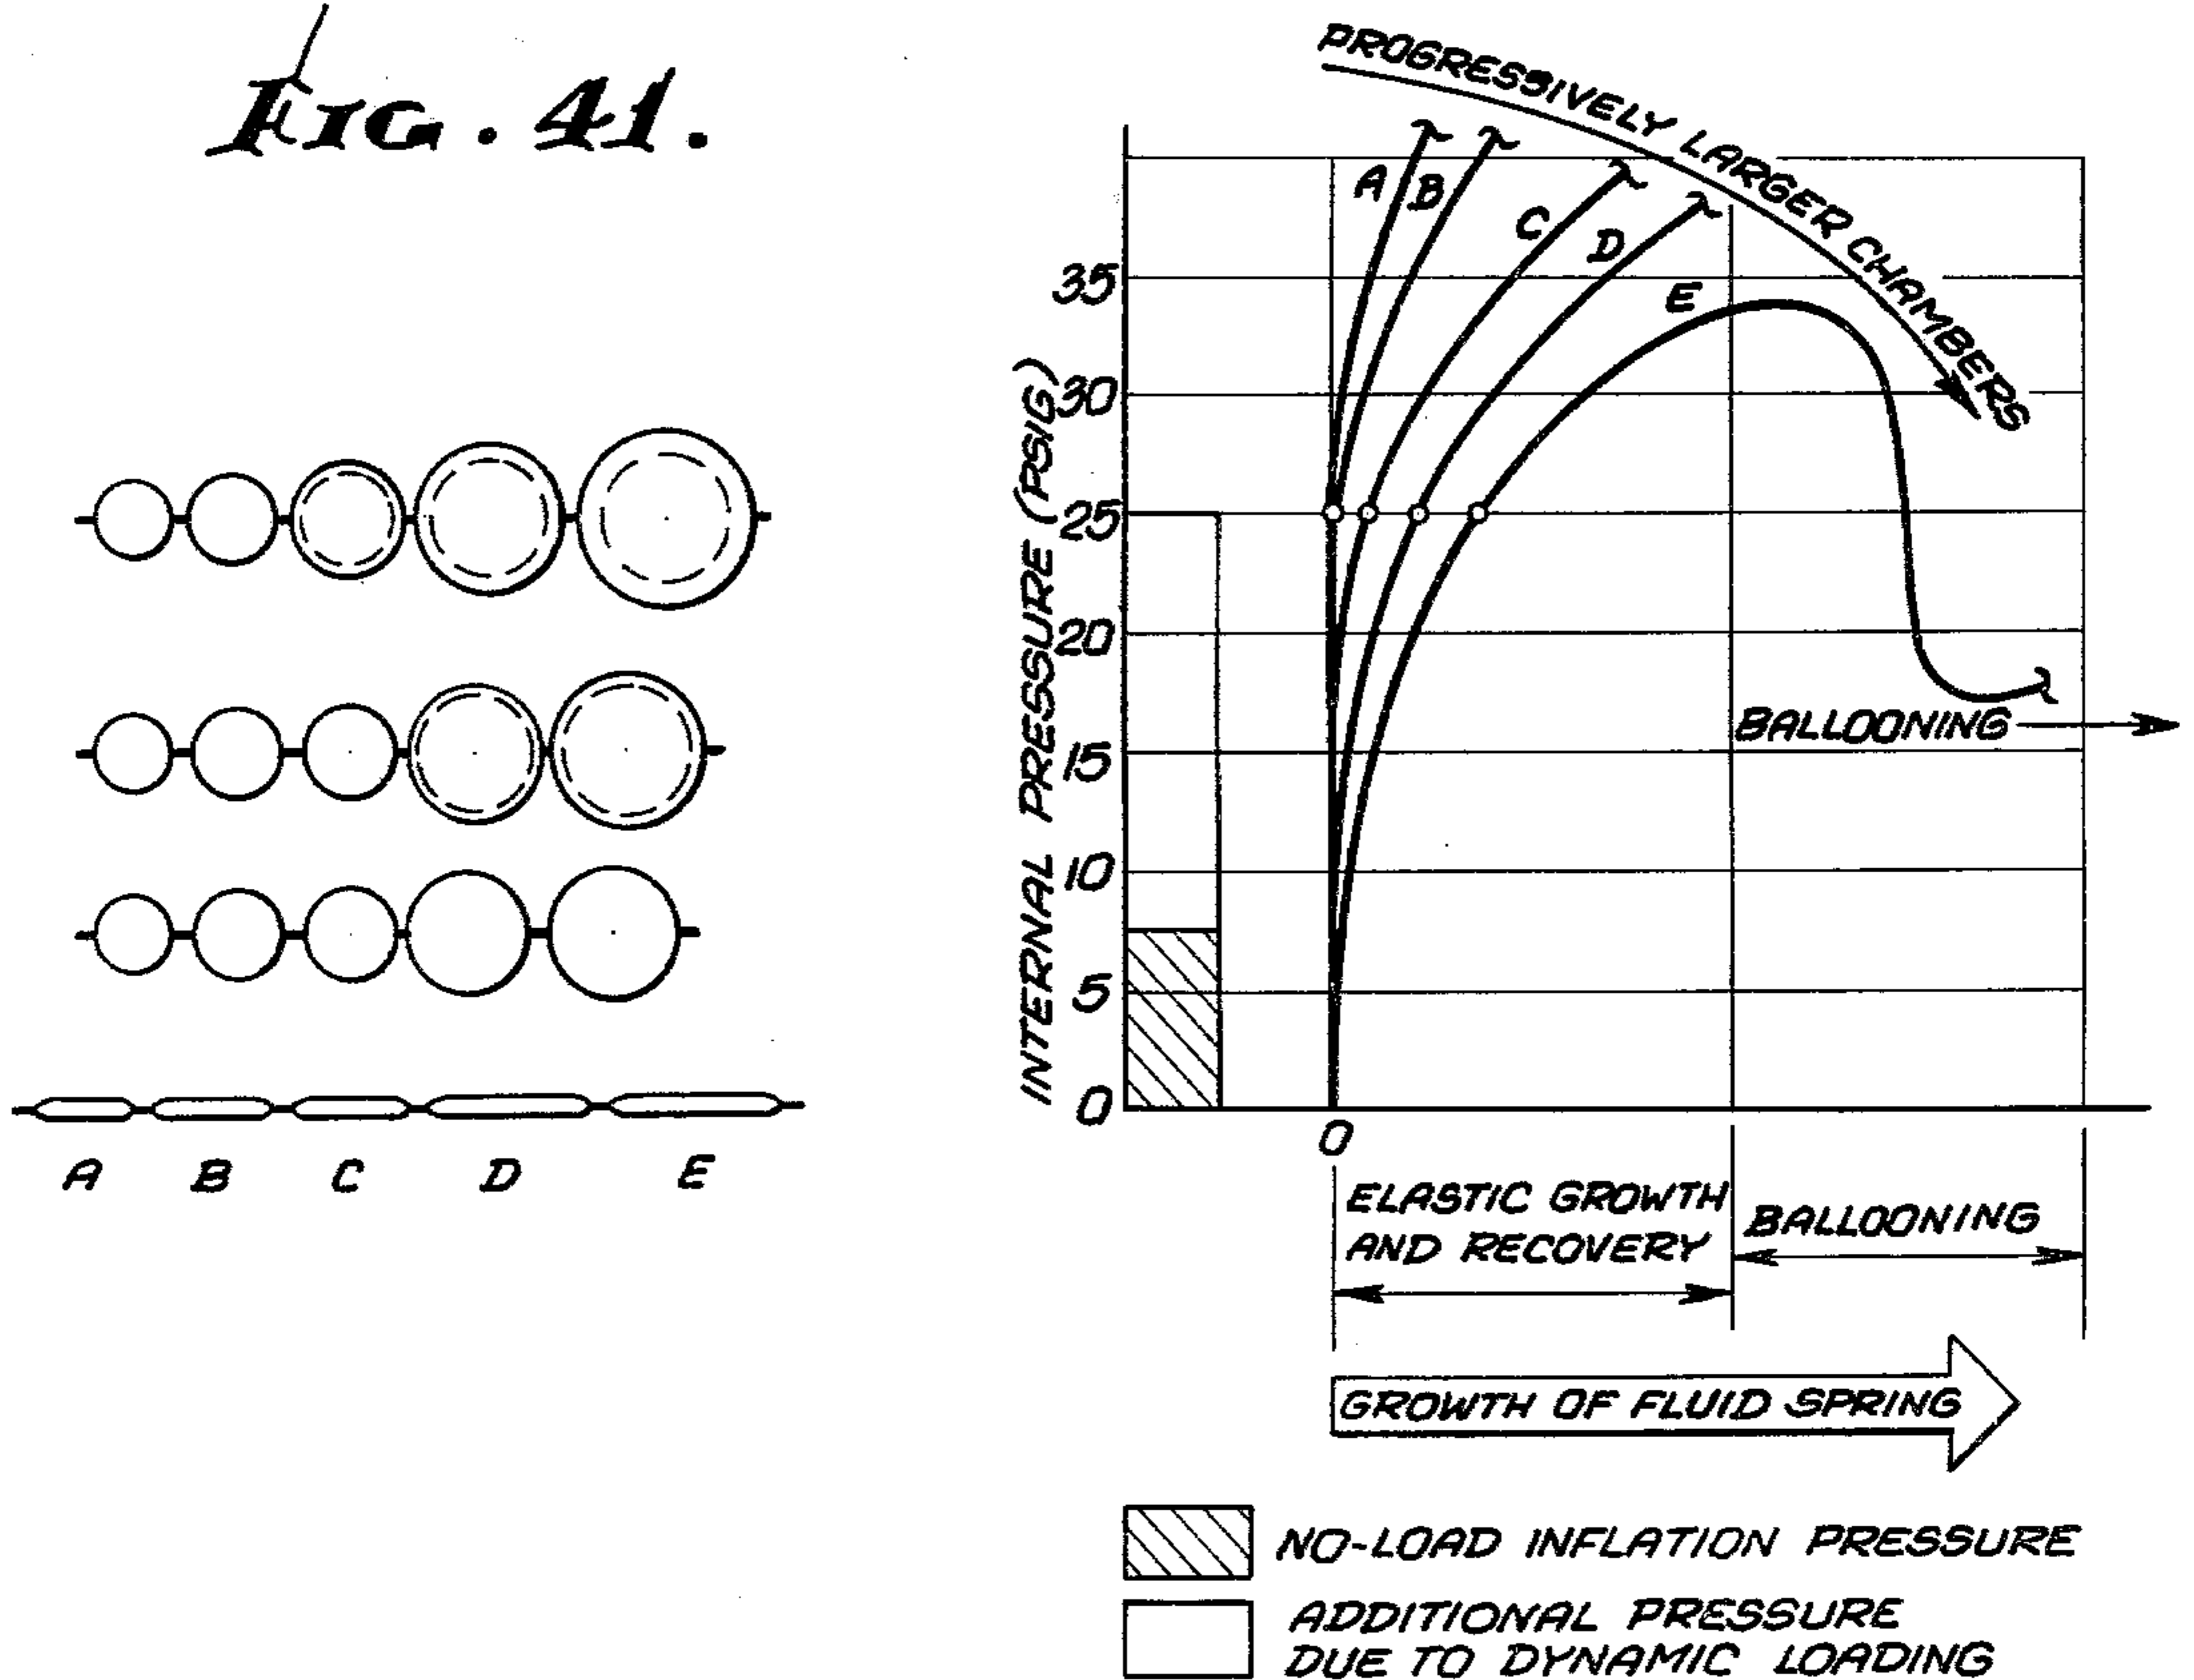 FIG. 41.
PROGRESSIVELY LARGER CHAMBERS
A
B
C
D
E
INTERNAL PRESSURE (PSIG)
35
30
25
20
15
10
5
0
BALLOONING
A B C D E
0
ELASTIC GROWTH
AND RECOVERY
BALLOONING
GROWTH OF FLUID SPRING
NO-LOAD INFLATION PRESSURE
ADDITIONAL PRESSURE
DUE TO DYNAMIC LOADING